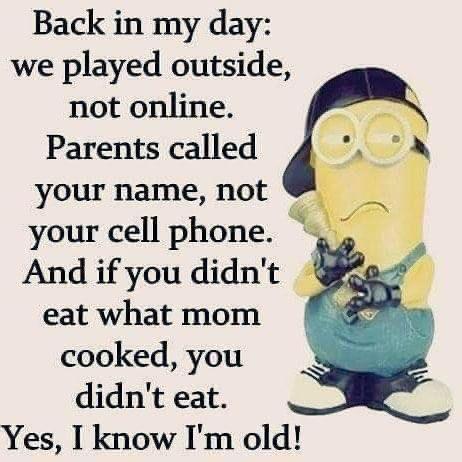 Back in my day:
we played outside,
not online.
Parents called
your name, not
your cell phone.
And if you didn't
eat what mom
cooked, you
didn't eat.
Yes, I know I'm old!